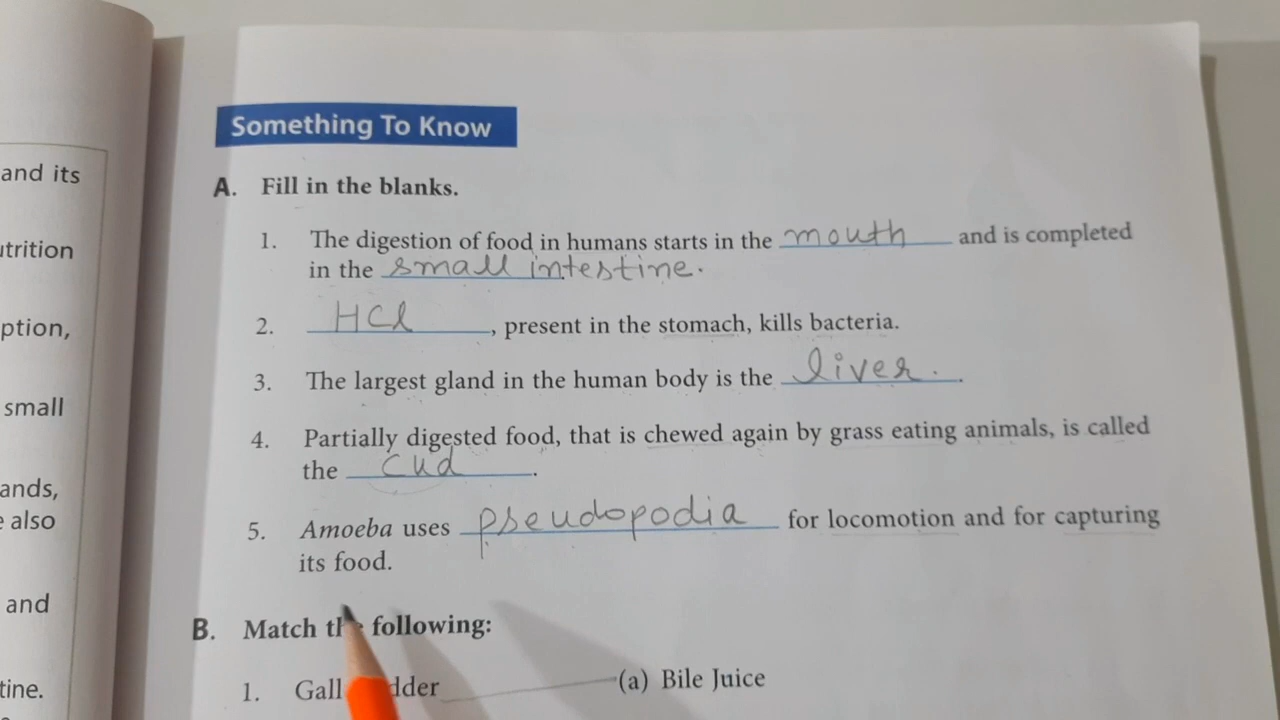 Something To Know
and its
A. Fill in the blanks.
utrition
1. The digestion of food in humans starts in the mouth and is completed
in the small intestine.
ption,
2. HCl, present in the stomach, kills bacteria.
3. The largest gland in the human body is the liver.
small
4. Partially digested food, that is chewed again by grass eating animals, is called
the cud.
ands,
also
5. Amoeba uses pseudopodia for locomotion and for capturing
its food.
and
B. Match the following:
tine.
1. Gall dder (a) Bile Juice